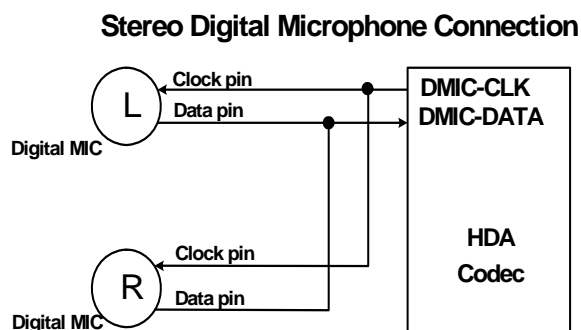 Stereo Digital Microphone Connection
Clock pin
DMIC-CLK
L
Data pin
DMIC-DATA
Digital MIC
HDA
Codec
Clock pin
R
Data pin
Digital MIC